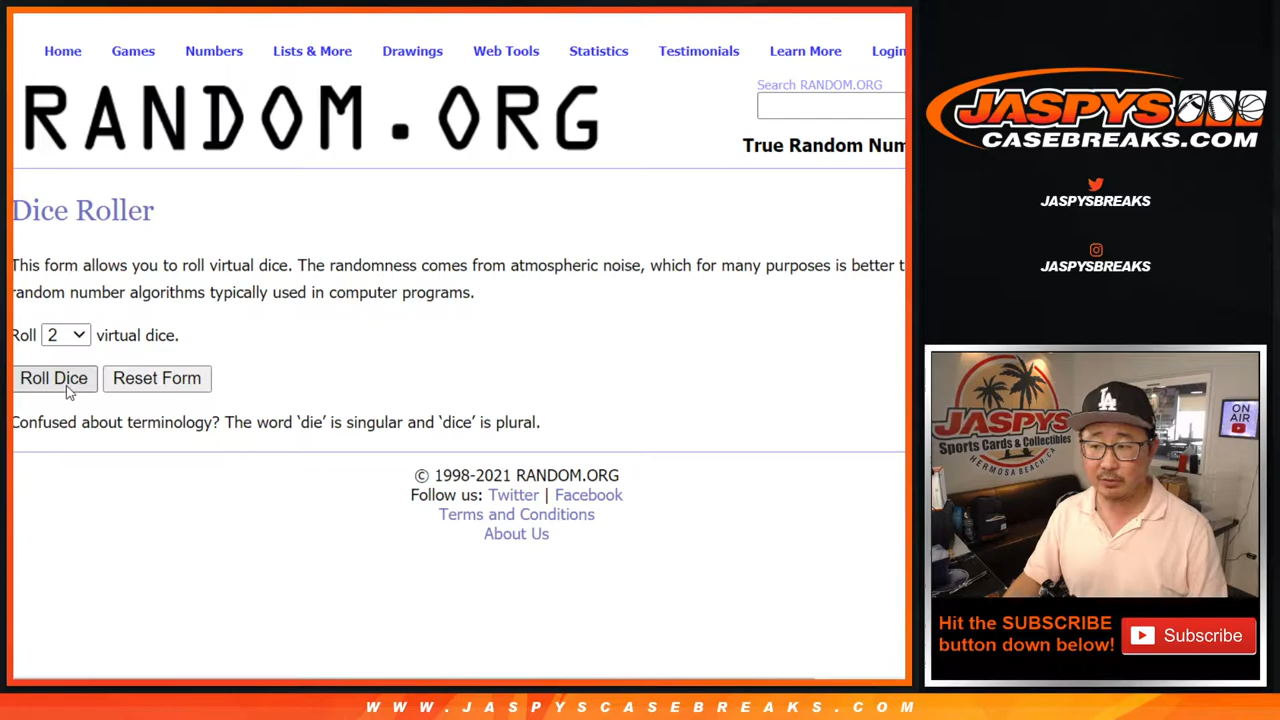 Home Games Numbers Lists & More Drawings Web Tools Statistics Testimonials Learn More Login
RANDOM.ORG
Search RANDOM.ORG
True Random Num
Dice Roller
This form allows you to roll virtual dice. The randomness comes from atmospheric noise, which for many purposes is better t
random number algorithms typically used in computer programs.
Roll 2 virtual dice.
Roll Dice Reset Form
Confused about terminology? The word ‘die’ is singular and ‘dice’ is plural.
© 1998-2021 RANDOM.ORG
Follow us: Twitter | Facebook
Terms and Conditions
About Us
JASPYS
CASEBREAKS.COM
JASPYSBREAKS
JASPYSBREAKS
JASPYS
Sports Cards & Collectibles
HERMOSA BEACH, CA
LA
ON
AIR
Hit the SUBSCRIBE
button down below!
Subscribe
WWW.JASPYSCASEBREAKS.COM